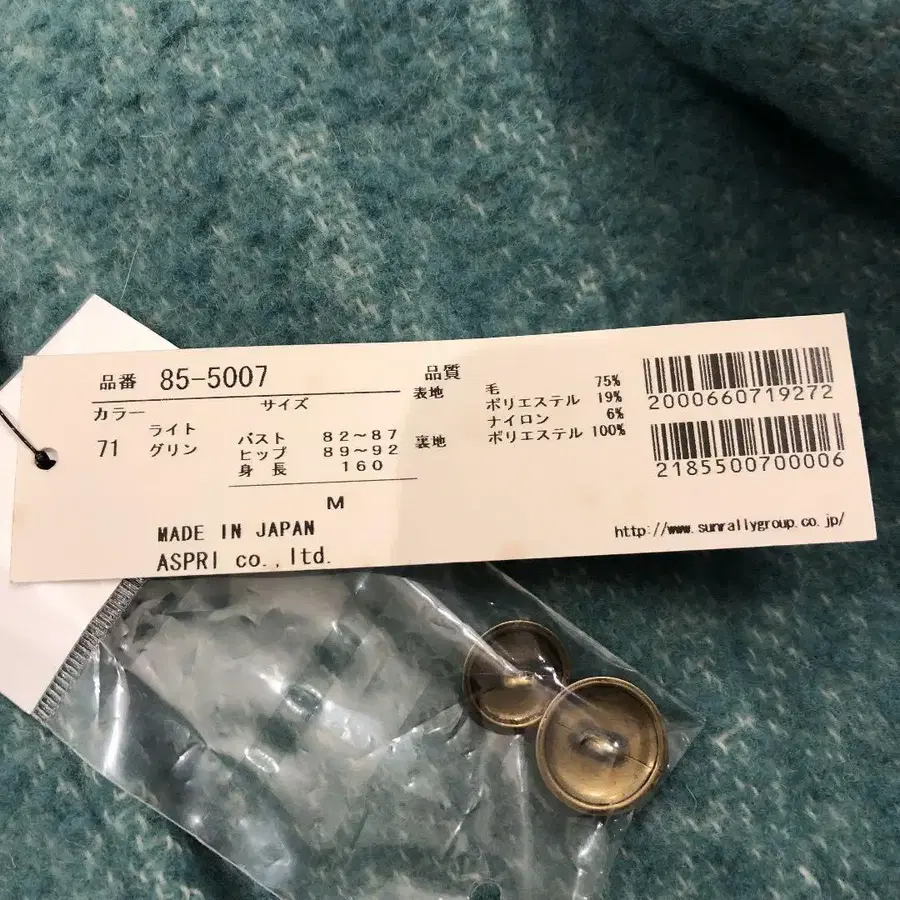 品番 85-5007
カラー サイズ
71 ライト
グリン
バスト 82～87
ヒップ 89～92
身長 160
M
MADE IN JAPAN
ASPRI co.,ltd.
品質
表地 毛 75%
ポリエステル 19%
ナイロン 6%
裏地 ポリエステル 100%
2000660719272
2185500700006
http://www.sunrallygroup.co.jp/